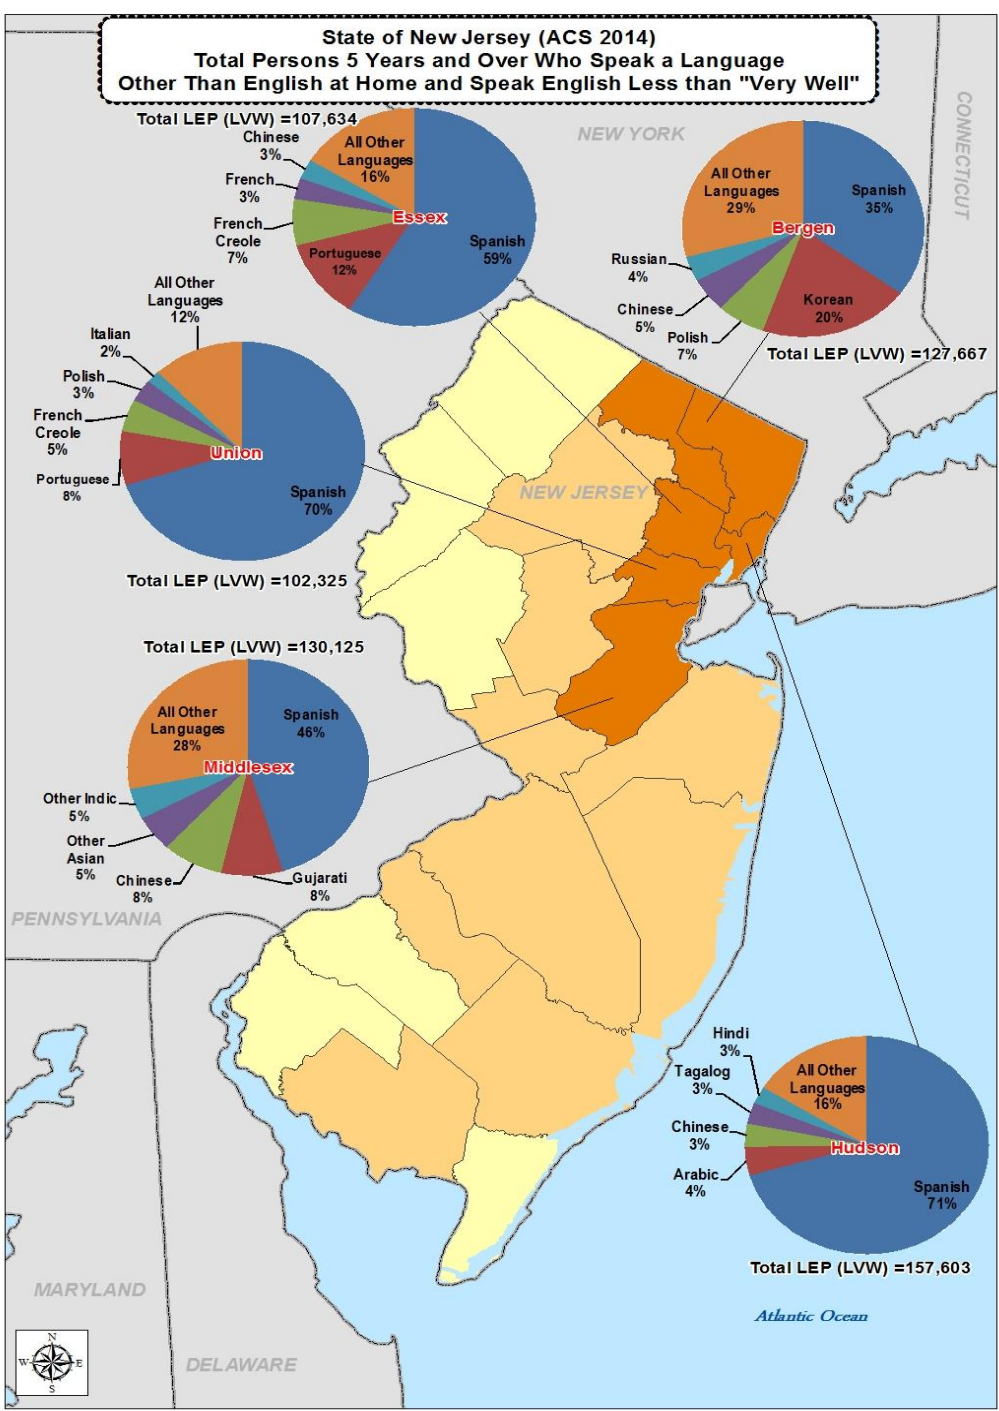 State of New Jersey (ACS 2014)
Total Persons 5 Years and Over Who Speak a Language
Other Than English at Home and Speak English Less than "Very Well"
NEW YORK
CONNECTICUT
Total LEP (LVW) =107,634
Chinese
3%
French
3%
French
Creole
7%
Portuguese
12%
All Other
Languages
16%
Essex
Spanish
59%
All Other
Languages
29%
Spanish
35%
Bergen
Russian
4%
Chinese
5%
Polish
7%
Korean
20%
Total LEP (LVW) =127,667
All Other
Languages
12%
Italian
2%
Polish
3%
French
Creole
5%
Portuguese
8%
Union
Spanish
70%
Total LEP (LVW) =102,325
NEW JERSEY
Total LEP (LVW) =130,125
All Other
Languages
28%
Spanish
46%
Middlesex
Other Indic
5%
Other
Asian
5%
Chinese
8%
Gujarati
8%
PENNSYLVANIA
Hindi
3%
Tagalog
3%
Chinese
3%
Arabic
4%
All Other
Languages
16%
Hudson
Spanish
71%
Total LEP (LVW) =157,603
MARYLAND
DELAWARE
Atlantic Ocean
N
W
E
S